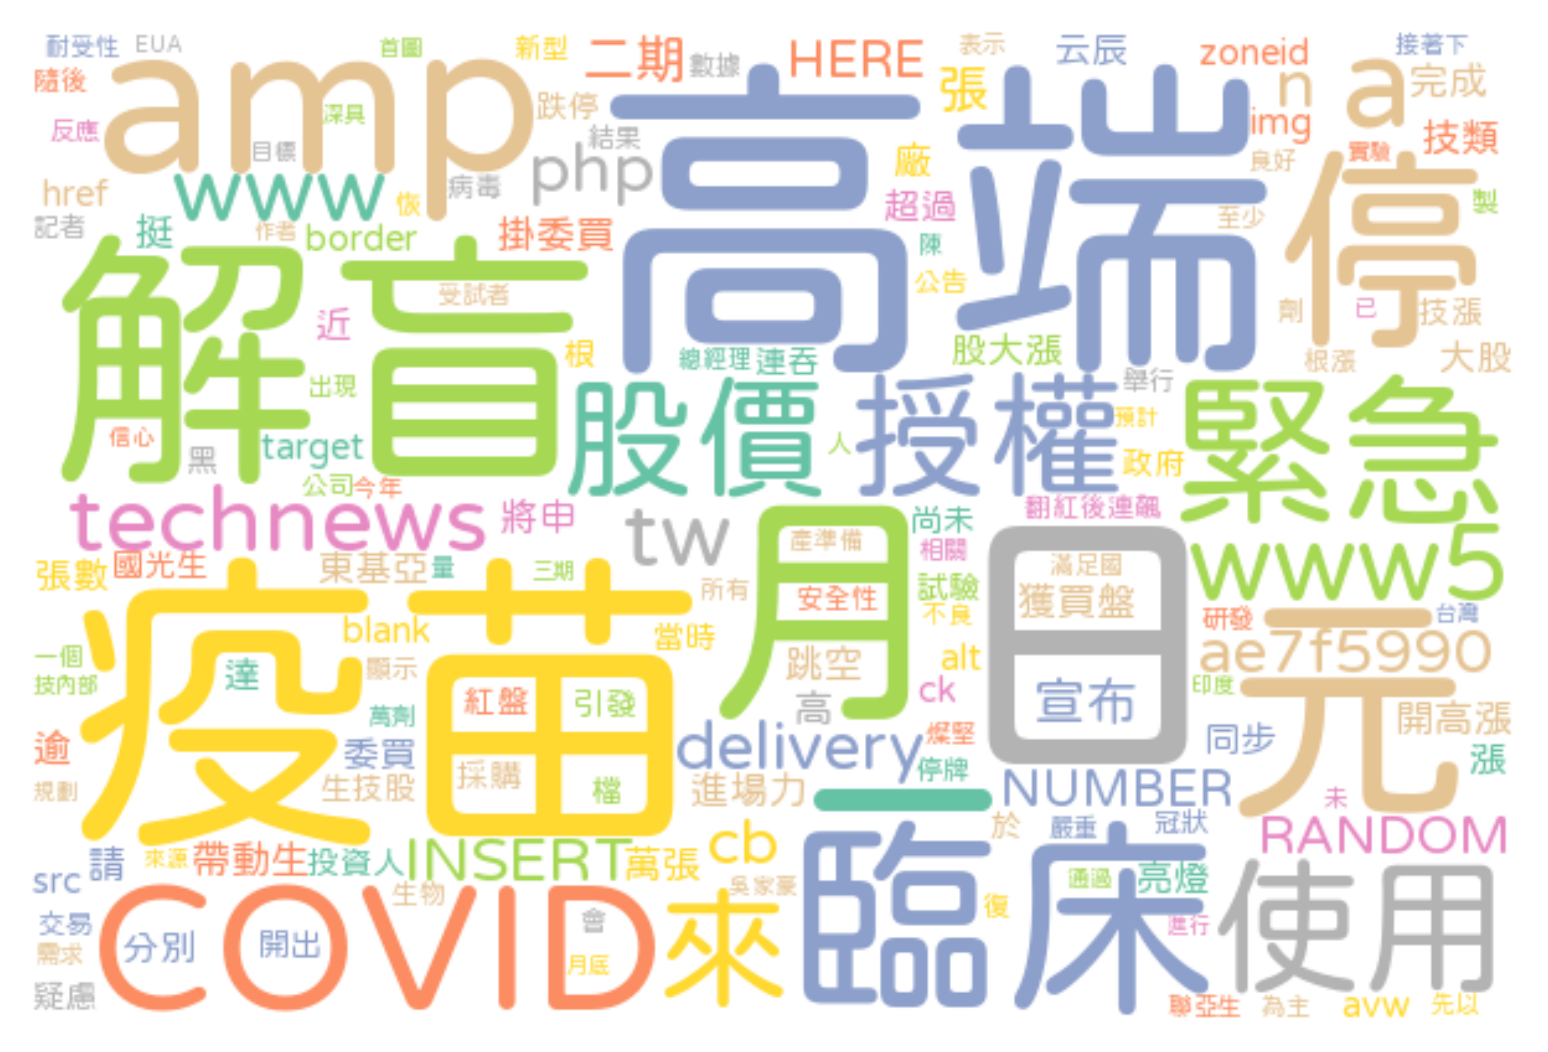 耐受性 EUA 首圖 新型 二期 數據 HERE 表示 云辰 zoneid 接著下
隨後 amp 跌停 張 n a 完成
反應 深具 結果 高端 img 技類
目標 病毒 php 廠 良好 實驗
href www 恢 超過 至少 停 製
記者 挺 作者 border 掛委買 陳
解盲 受試者 公告 劑 已 技張
近 根 總經理 連吞 股大漲 根漲 大股
出現 股價 授權 舉行 緊急
信心 黑 target 人 預計 政府
公司 今年
technews 將申 tw 翻紅後連飆 尚未 www5
張數 國光生 東基亞 量 三期 月 產準備 相關 日 滿足國
疫苗 所有 安全性 試驗 不良 獲買盤 研發 台灣
blank 當時 元
一個 技內部 達 顯示 跳空 alt ae7f5990
紅盤 引發 高 ck 宣布 印度
逾 萬劑 委買 delivery 燦堅 同步 開高漲
規劃 生技股 採購 檔 進場力 停牌 NUMBER 漲
一 未
src 請 來源 帶動生 投資人 INSERT 萬張 cb 於 嚴重 冠狀 RANDOM
COVID 生物 吳家豪 臨床 通過 亮燈 使用
交易 分別 開出 會 來 復 進行
需求 月底
疑慮 聯亞生 為主 avw 先以